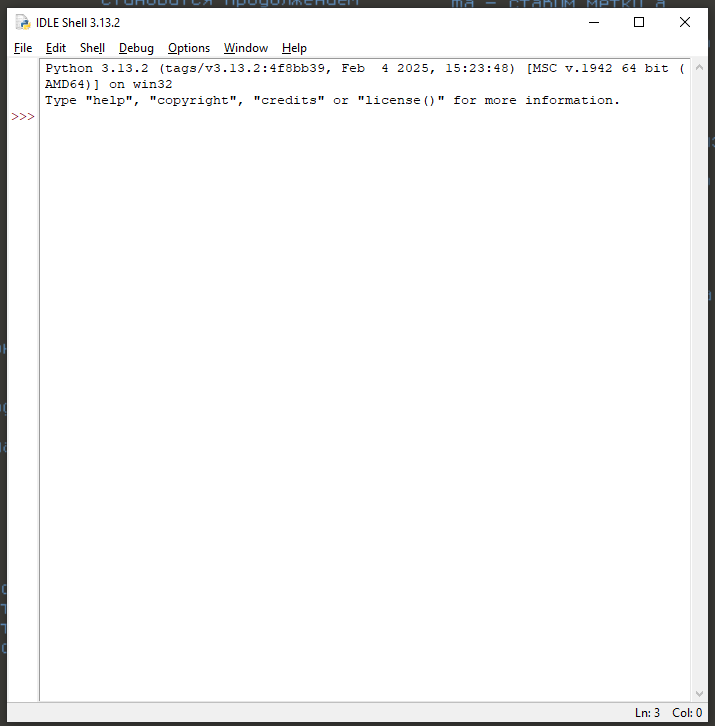 становится продолжением
IDLE Shell 3.13.2
File Edit Shell Debug Options Window Help
Python 3.13.2 (tags/v3.13.2:4f8bb39, Feb  4 2025, 15:23:48) [MSC v.1942 64 bit (
AMD64)] on win32
Type "help", "copyright", "credits" or "license()" for more information.
>>>
Ln: 3 Col: 0